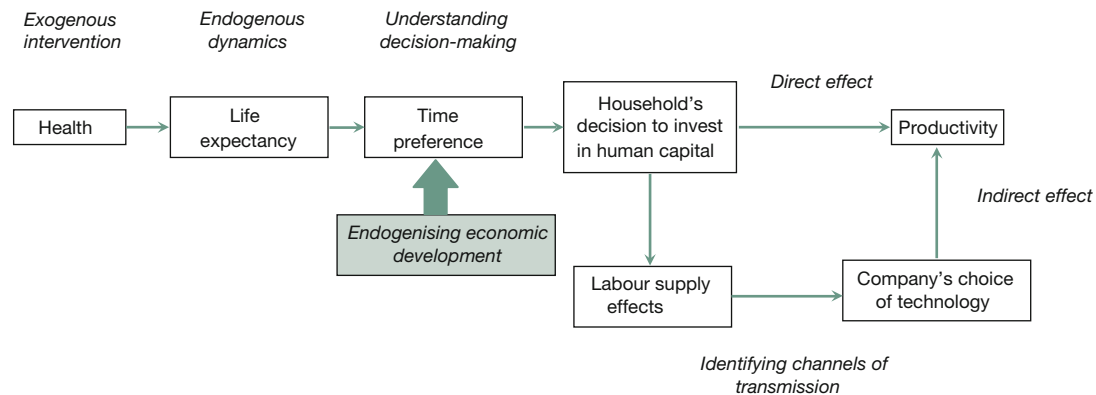 Exogenous
intervention
Endogenous
dynamics
Understanding
decision-making
Health
Life
expectancy
Time
preference
Household's
decision to invest
in human capital
Direct effect
Productivity
Endogenising economic
development
Indirect effect
Labour supply
effects
Company's choice
of technology
Identifying channels of
transmission